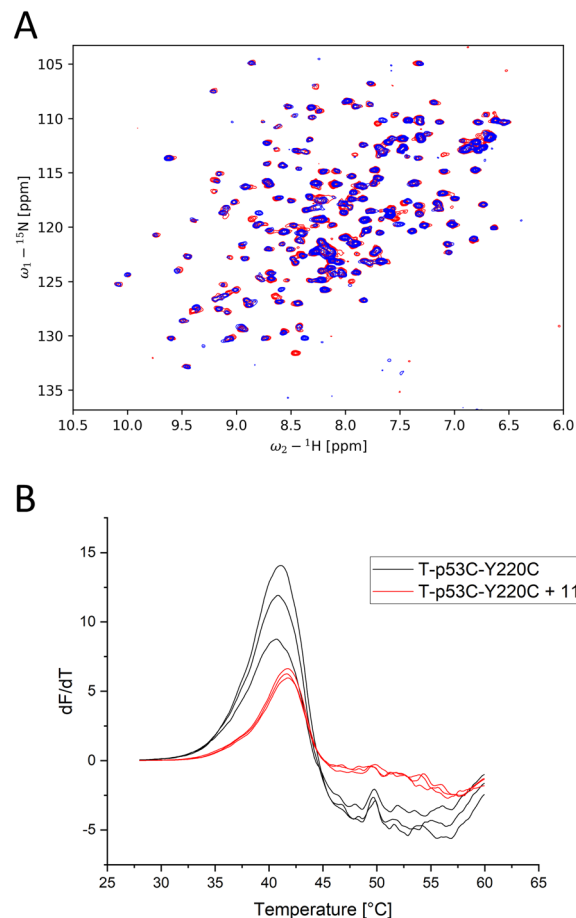 A
105
110
115
120
125
130
135
ω₁ − ¹⁵N [ppm]
10.5 10.0 9.5 9.0 8.5 8.0 7.5 7.0 6.5 6.0
ω₂ − ¹H [ppm]
B
15
10
5
0
-5
dF/dT
T-p53C-Y220C
T-p53C-Y220C + 11
25 30 35 40 45 50 55 60 65
Temperature [°C]